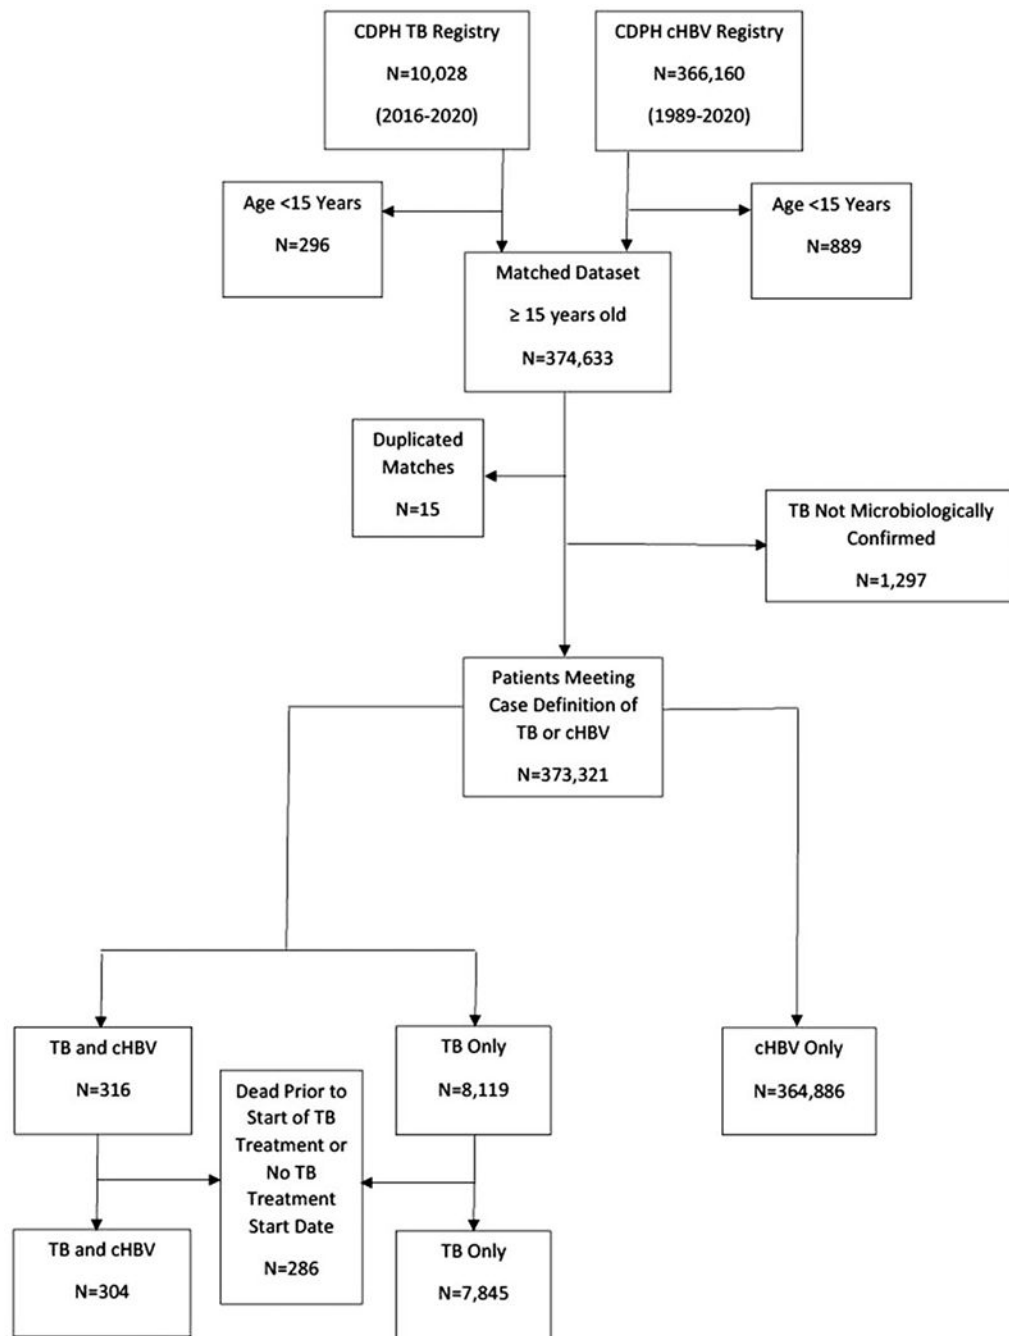 CDPH TB Registry
N=10,028
(2016-2020)
CDPH cHBV Registry
N=366,160
(1989-2020)
Age <15 Years
N=296
Age <15 Years
N=889
Matched Dataset
≥ 15 years old
N=374,633
Duplicated
Matches
N=15
TB Not Microbiologically
Confirmed
N=1,297
Patients Meeting
Case Definition of
TB or cHBV
N=373,321
TB and cHBV
N=316
TB Only
N=8,119
cHBV Only
N=364,886
Dead Prior to
Start of TB
Treatment or
No TB
Treatment
Start Date
N=286
TB and cHBV
N=304
TB Only
N=7,845